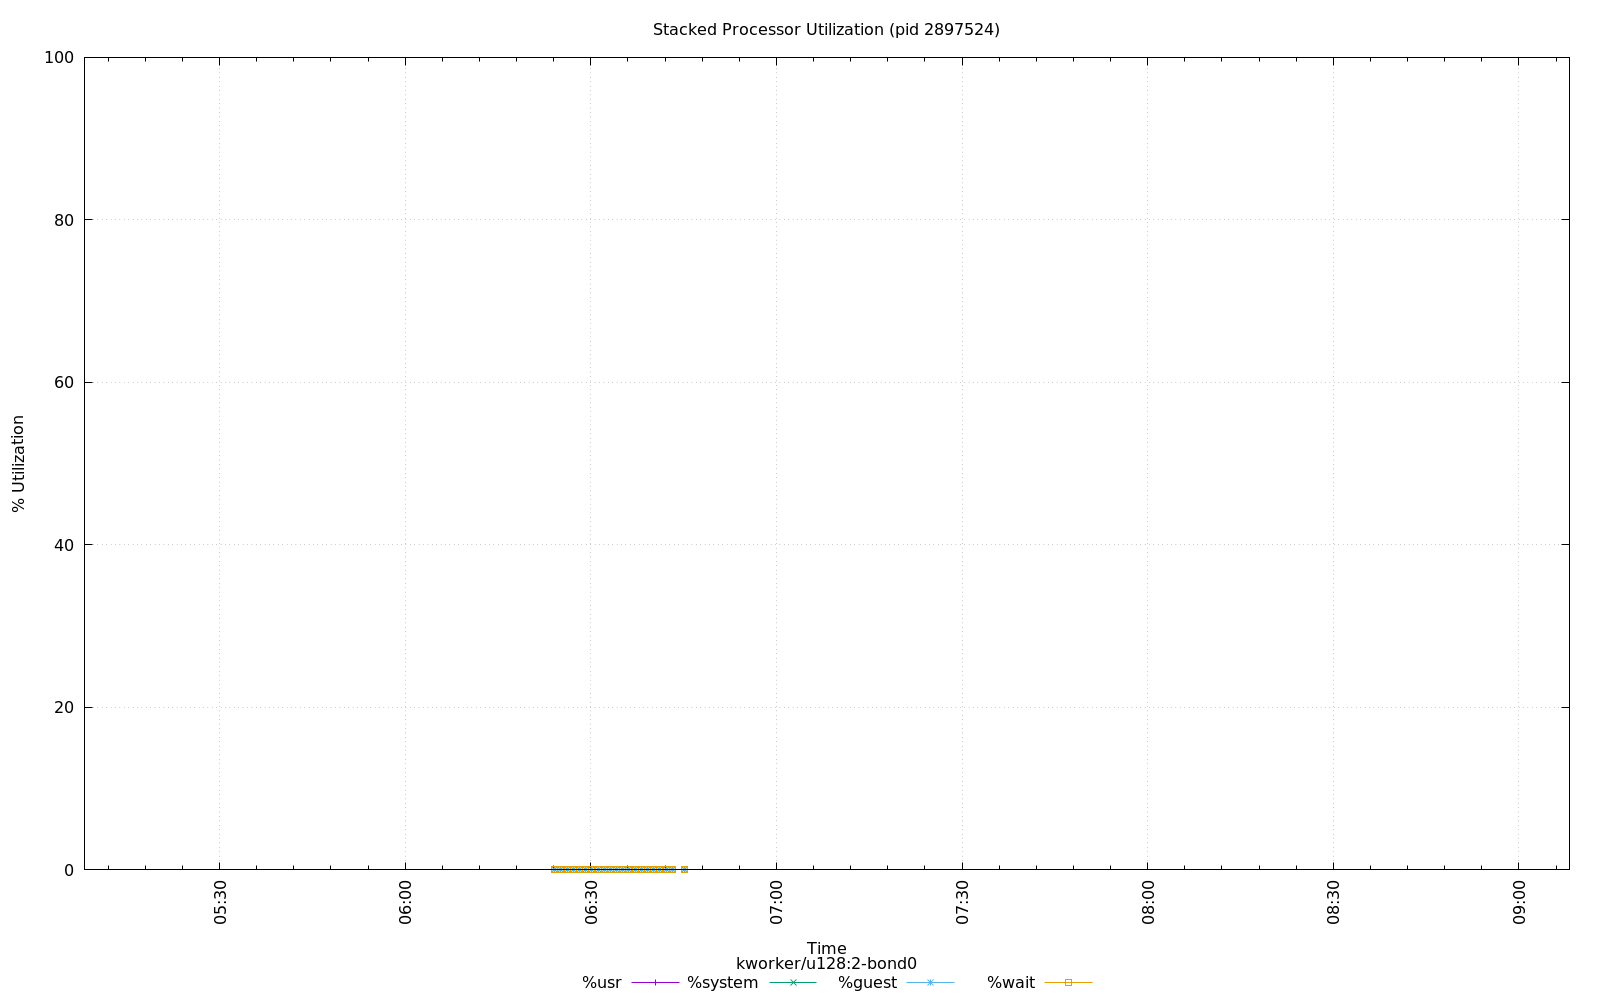 Stacked Processor Utilization (pid 2897524)
100
80
60
40
20
0
% Utilization
05:30
06:00
06:30
07:00
07:30
08:00
08:30
09:00
Time
kworker/u128:2-bond0
%usr %system %guest %wait